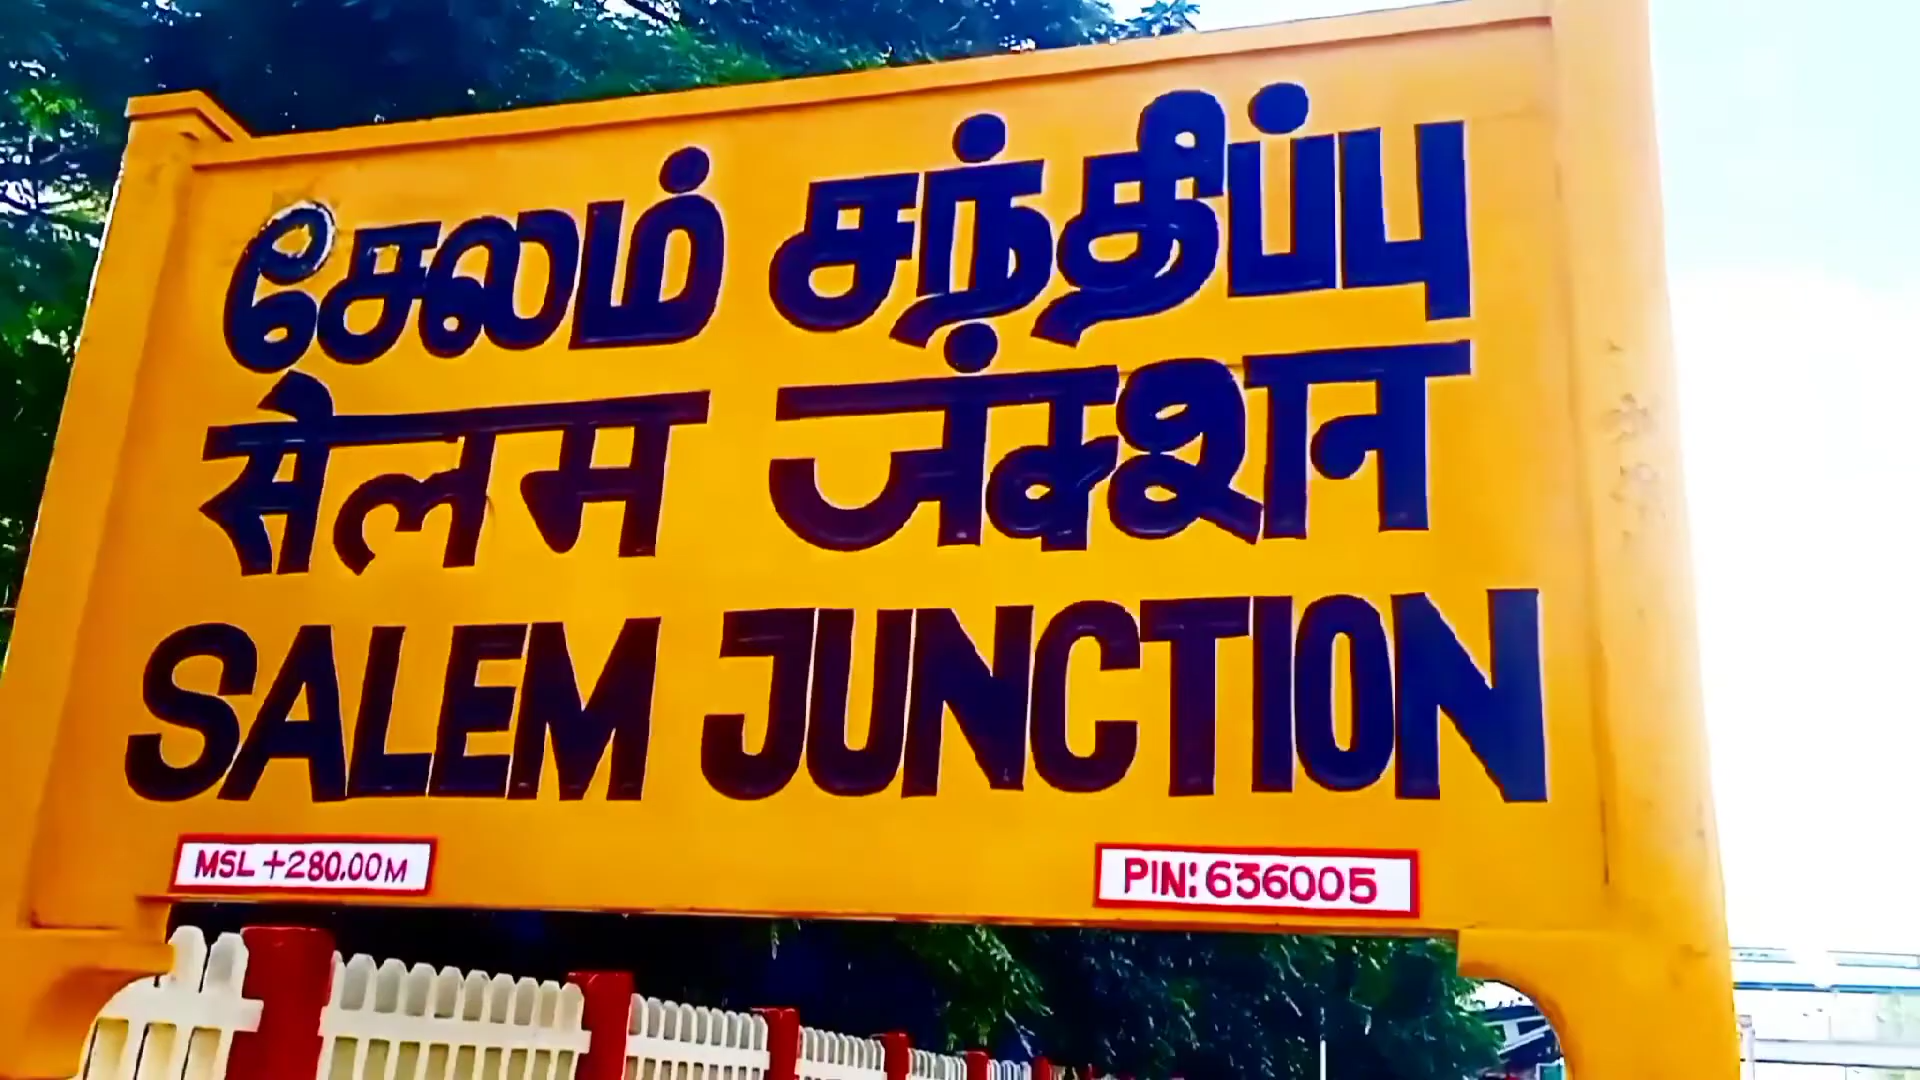 சேலம் சந்திப்பு
सेलम जंक्शन
SALEM JUNCTION
MSL +280.00M
PIN: 636005